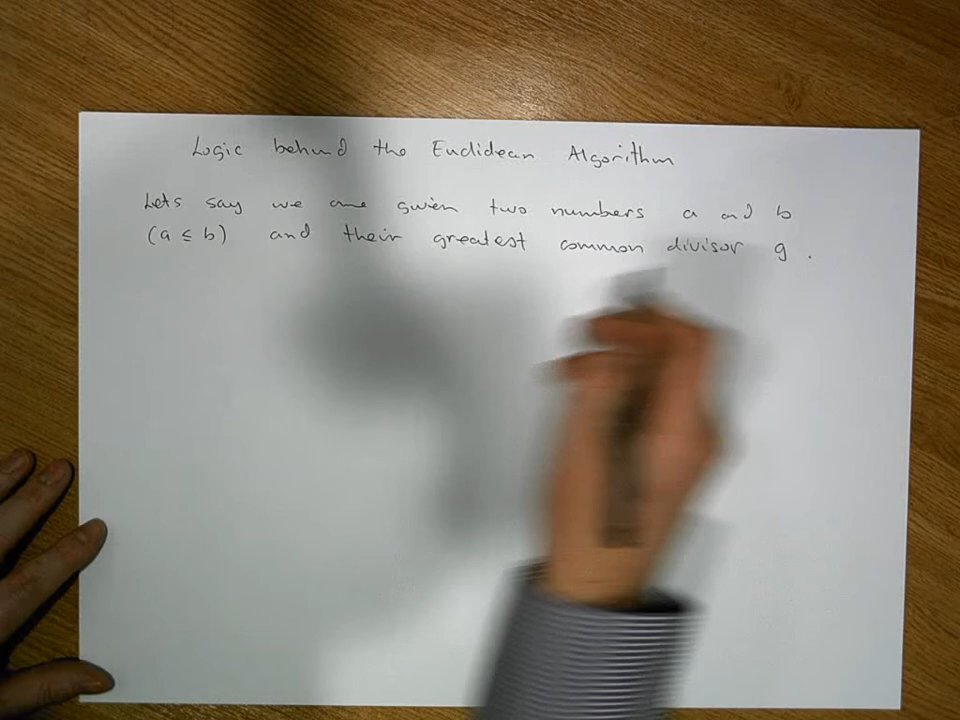 Logic behind the Euclidean Algorithm
Lets say we are given two numbers a and b
(a ≤ b) and their greatest common divisor g.